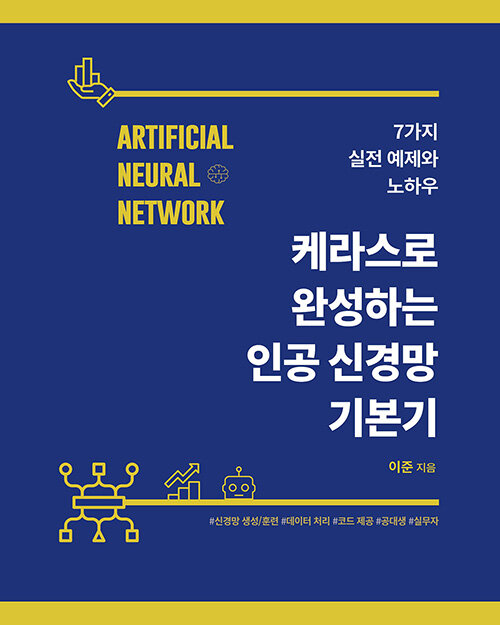 ARTIFICIAL
NEURAL
NETWORK
7가지
실전 예제와
노하우
케라스로
완성하는
인공 신경망
기본기
이준 지음
#신경망 생성/훈련 #데이터 처리 #코드 제공 #공대생 #실무자